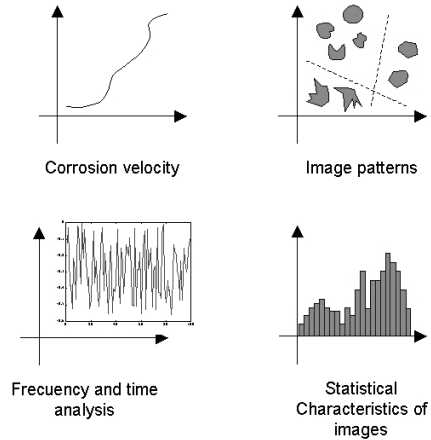 Corrosion velocity
Image patterns
Frecuency and time
analysis
Statistical
Characteristics of
images